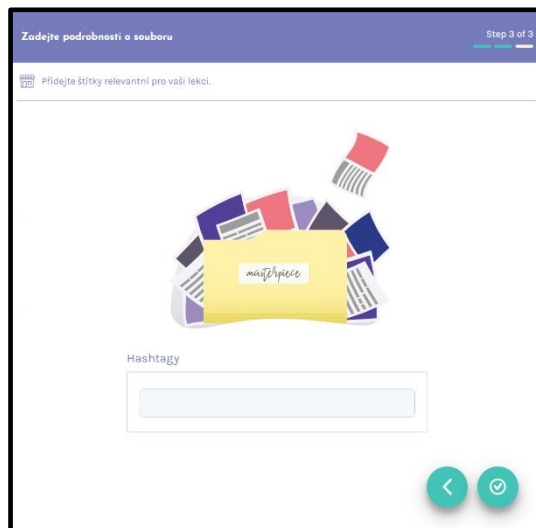 Zadejte podrobnosti o souboru
Step 3 of 3
Přidejte štítky relevantní pro vaši lekci.
masterpiece
Hashtagy